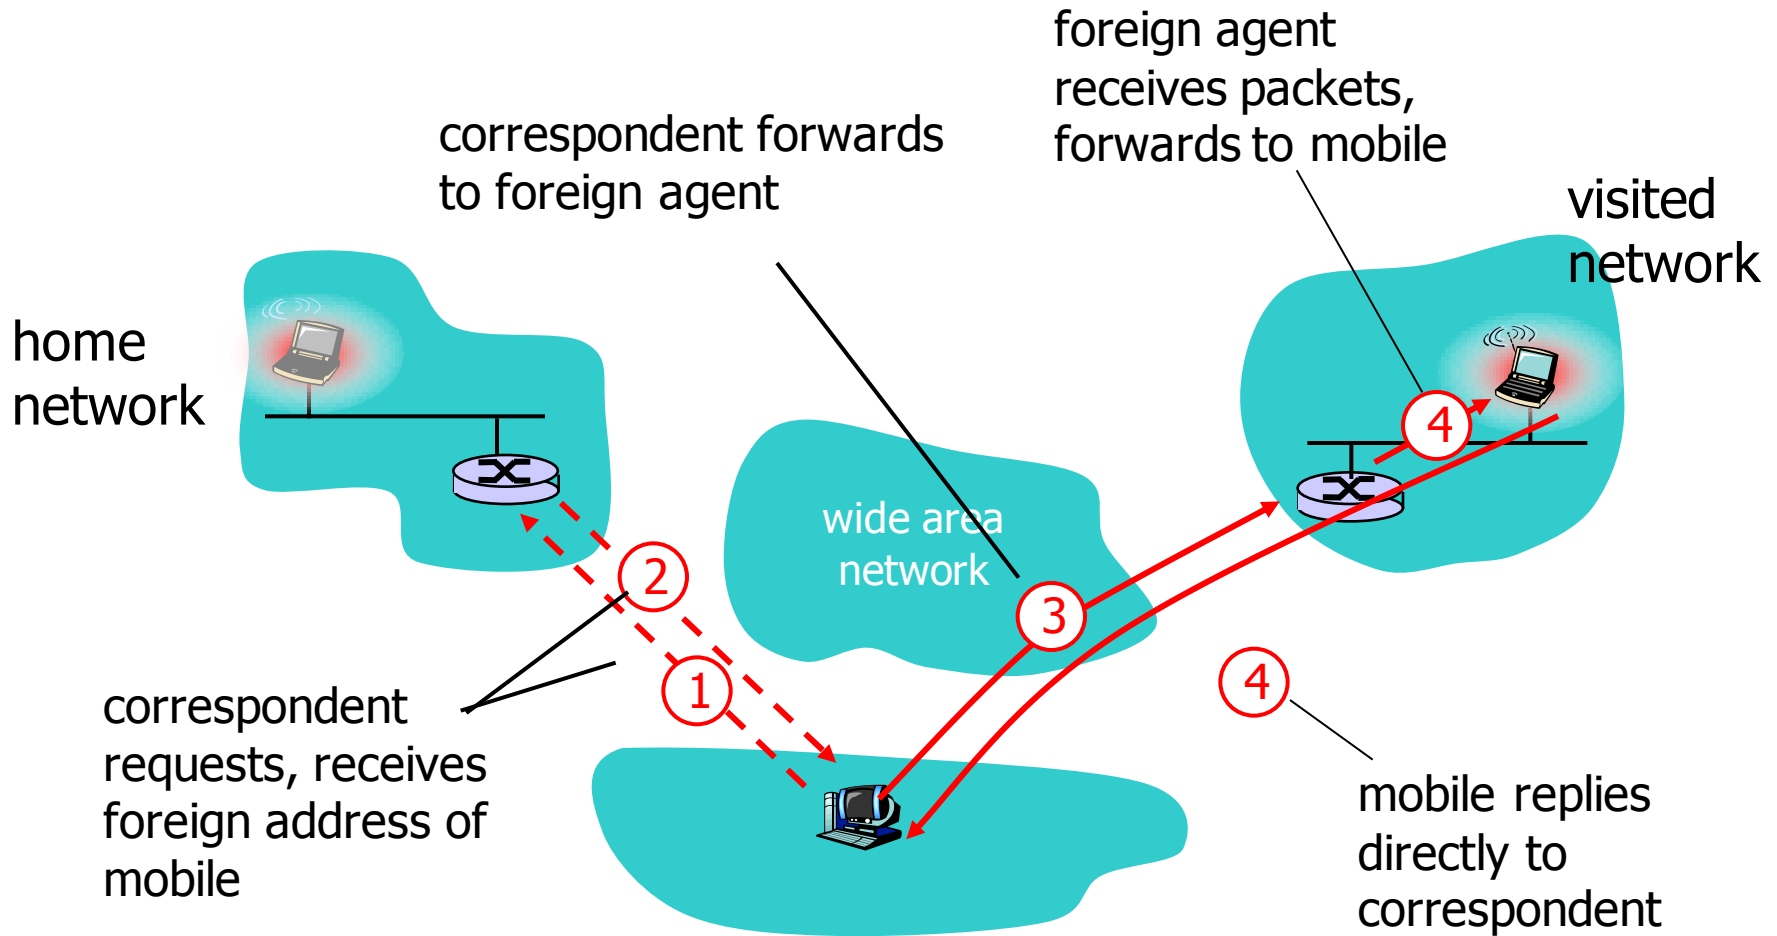 foreign agent
receives packets,
forwards to mobile
correspondent forwards
to foreign agent
visited
network
home
network
wide area
network
4
2
3
1
4
correspondent
requests, receives
foreign address of
mobile
mobile replies
directly to
correspondent